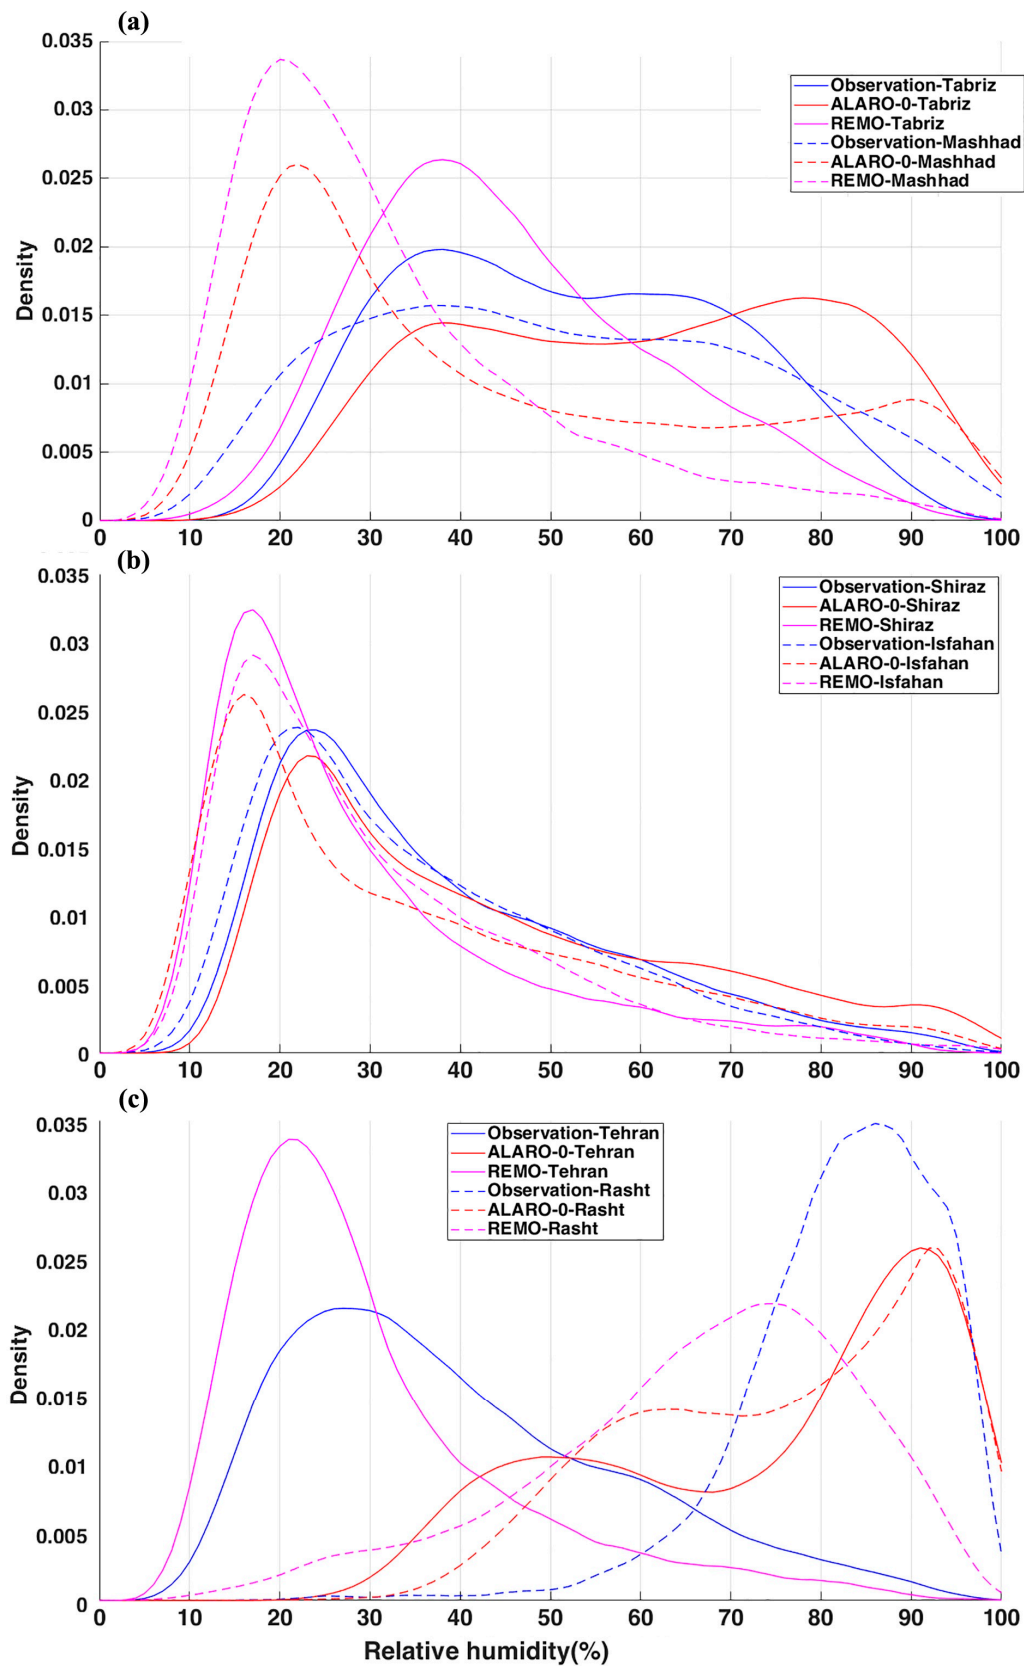 (a)
0.035
0.03
0.025
0.02
0.015
0.01
0.005
0
Density
Observation-Tabriz
ALARO-0-Tabriz
REMO-Tabriz
Observation-Mashhad
ALARO-0-Mashhad
REMO-Mashhad
0 10 20 30 40 50 60 70 80 90 100
(b)
0.035
0.03
0.025
0.02
0.015
0.01
0.005
0
Density
Observation-Shiraz
ALARO-0-Shiraz
REMO-Shiraz
Observation-Isfahan
ALARO-0-Isfahan
REMO-Isfahan
0 10 20 30 40 50 60 70 80 90 100
(c)
0.035
0.03
0.025
0.02
0.015
0.01
0.005
0
Density
Observation-Tehran
ALARO-0-Tehran
REMO-Tehran
Observation-Rasht
ALARO-0-Rasht
REMO-Rasht
0 10 20 30 40 50 60 70 80 90 100
Relative humidity(%)